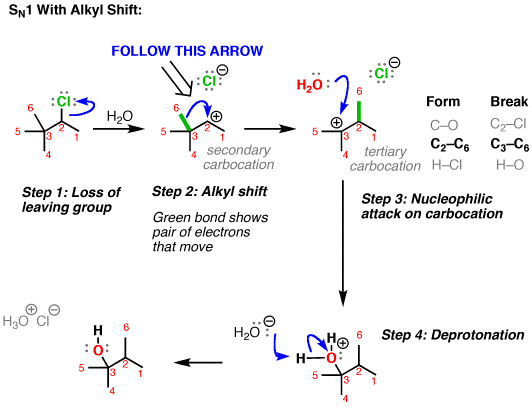 SN1 With Alkyl Shift:
FOLLOW THIS ARROW
Cl
6
5
3
2
1
4
H2O
Cl ⊖
6
5
3
2
⊕
1
4
secondary
carbocation
H2O
Cl ⊖
6
5
⊕
3
2
1
4
tertiary
carbocation
Form Break
C–O C2–Cl
C2–C6 C3–C6
H–Cl H–O
Step 1: Loss of
leaving group
Step 2: Alkyl shift
Green bond shows
pair of electrons
that move
Step 3: Nucleophilic
attack on carbocation
H3O ⊕ Cl ⊖
H
O
6
5
3
2
1
4
H2O ⊖
Step 4: Deprotonation
H
H O ⊕
6
5
3
2
1
4